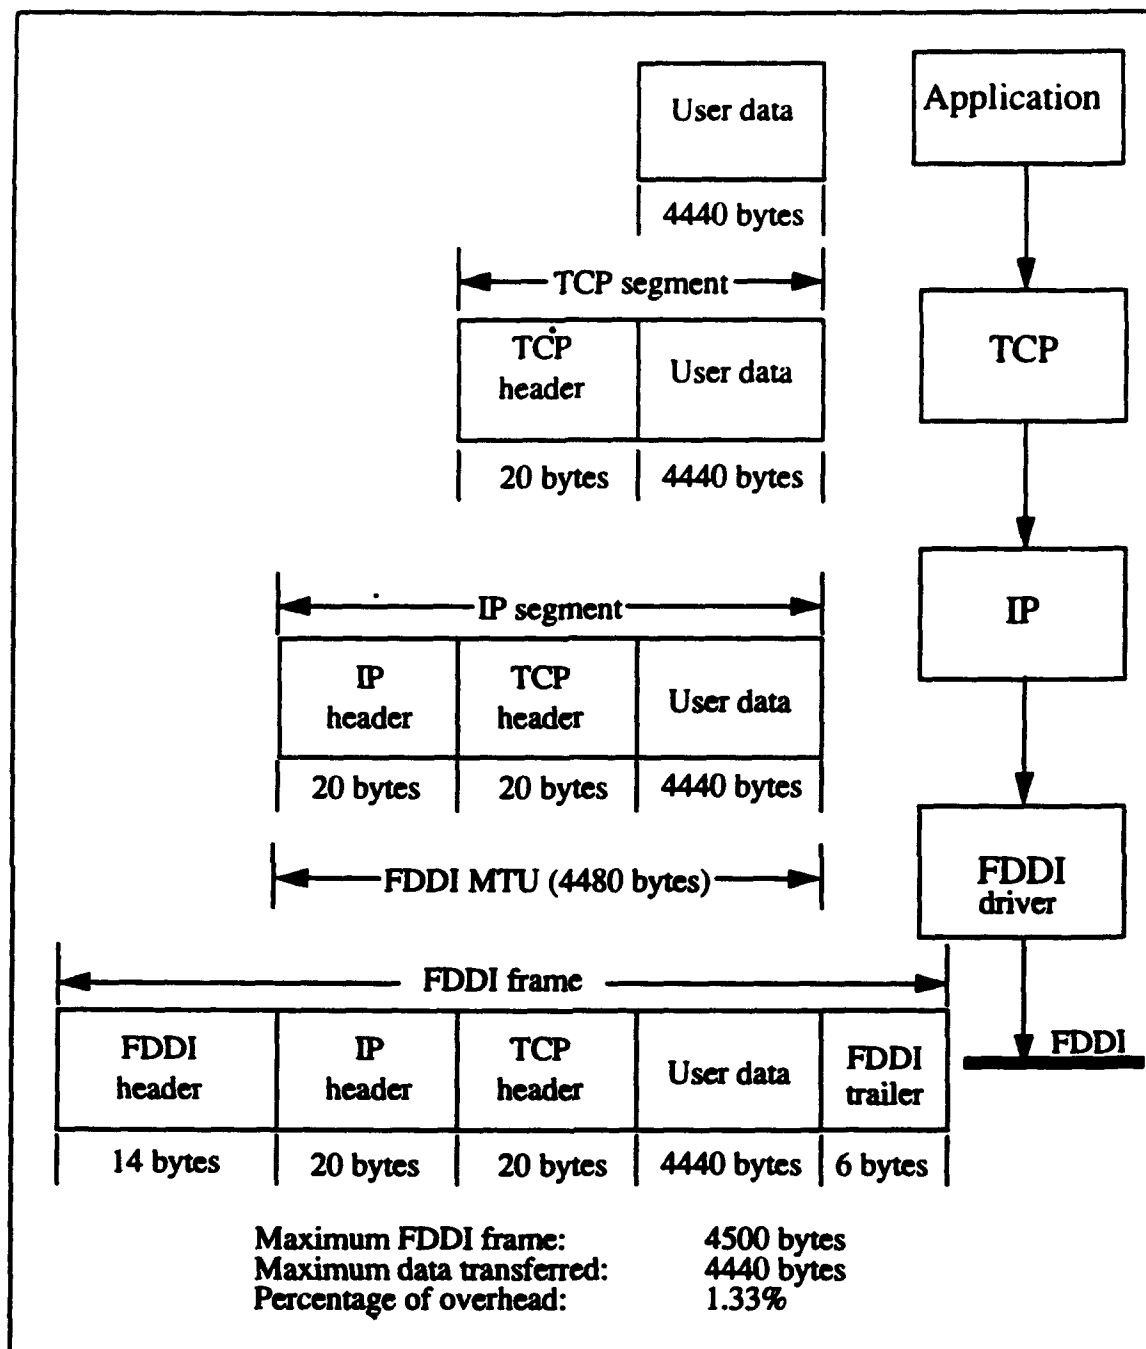 User data
Application
4440 bytes
TCP segment
TCP
header
User data
TCP
20 bytes
4440 bytes
IP segment
IP
header
TCP
header
User data
IP
20 bytes
20 bytes
4440 bytes
FDDI MTU (4480 bytes)
FDDI
driver
FDDI frame
FDDI
header
IP
header
TCP
header
User data
FDDI
trailer
FDDI
14 bytes
20 bytes
20 bytes
4440 bytes
6 bytes
Maximum FDDI frame: 4500 bytes
Maximum data transferred: 4440 bytes
Percentage of overhead: 1.33%